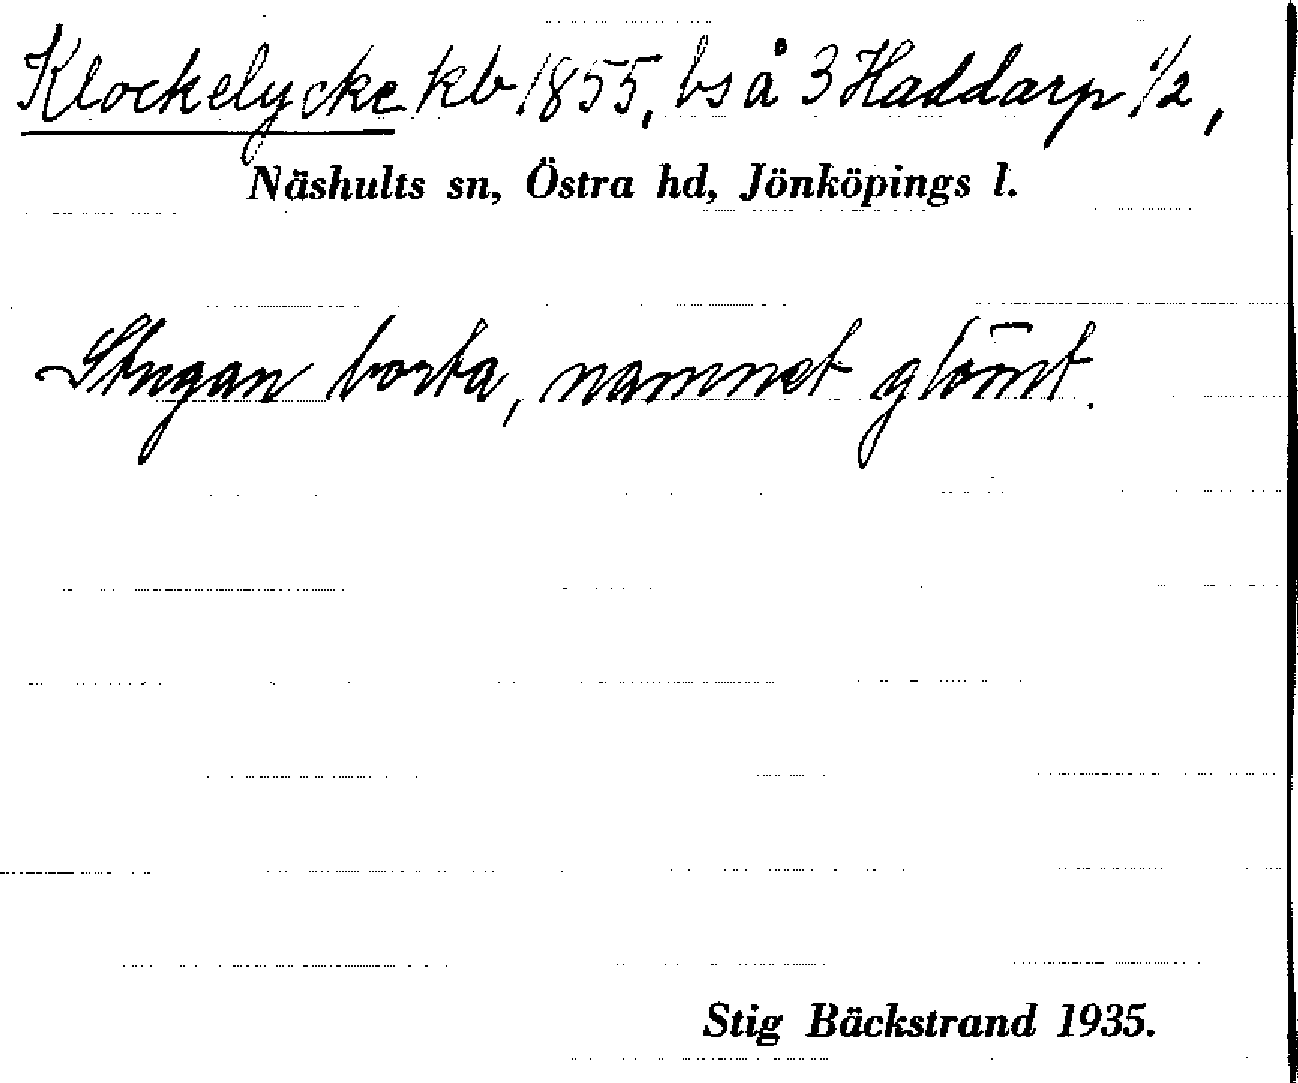 Klockelycke kb 1855, bs å 3 Haddarp 1/2,
Näshults sn, Östra hd, Jönköpings l.
Stugan borta, namnet glömt.
Stig Bäckstrand 1935.